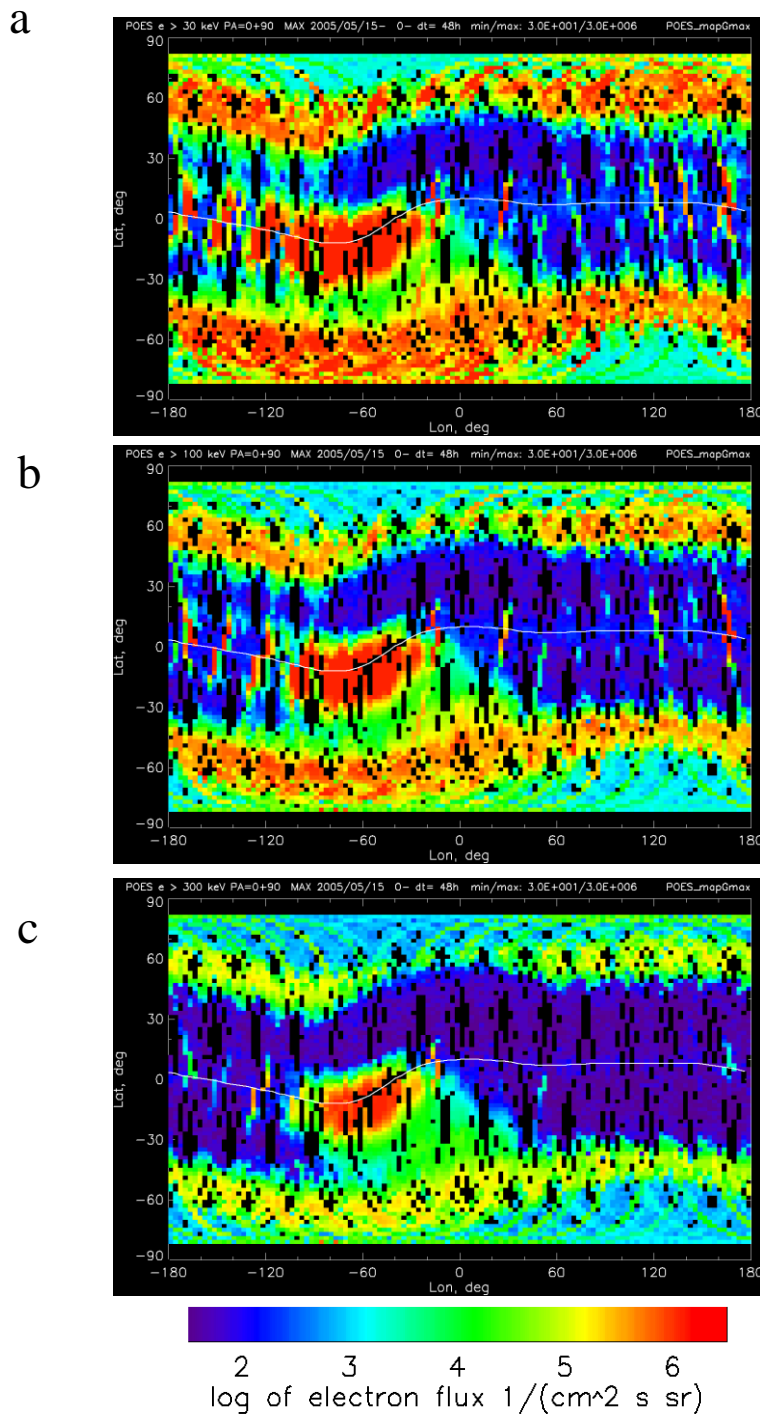 a
POES e > 30 keV PA=0+90 MAX 2005/05/15- 0- dt= 48h min/max: 3.0E+001/3.0E+006 POES_mapGmax
90
60
30
0
-30
-60
-90
Lat, deg
-180 -120 -60 0 60 120 180
Lon, deg
b
POES e > 100 keV PA=0+90 MAX 2005/05/15 0- dt= 48h min/max: 3.0E+001/3.0E+006 POES_mapGmax
90
60
30
0
-30
-60
-90
Lat, deg
-180 -120 -60 0 60 120 180
Lon, deg
c
POES e > 300 keV PA=0+90 MAX 2005/05/15 0- dt= 48h min/max: 3.0E+001/3.0E+006 POES_mapGmax
90
60
30
0
-30
-60
-90
Lat, deg
-180 -120 -60 0 60 120 180
Lon, deg
2 3 4 5 6
log of electron flux 1/(cm^2 s sr)